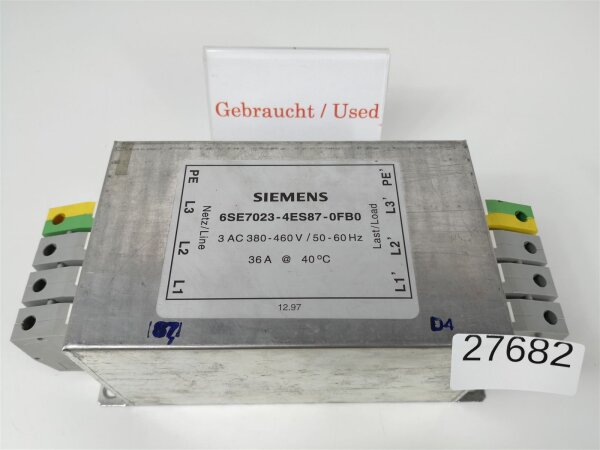 Gebraucht / Used
PE L3 L2 L1
Netz/Line
SIEMENS
6SE7023-4ES87-0FB0
3 AC 380-460 V / 50-60 Hz
36 A @ 40°C
12.97
Last/Load
PE' L3' L2' L1'
D4
27682